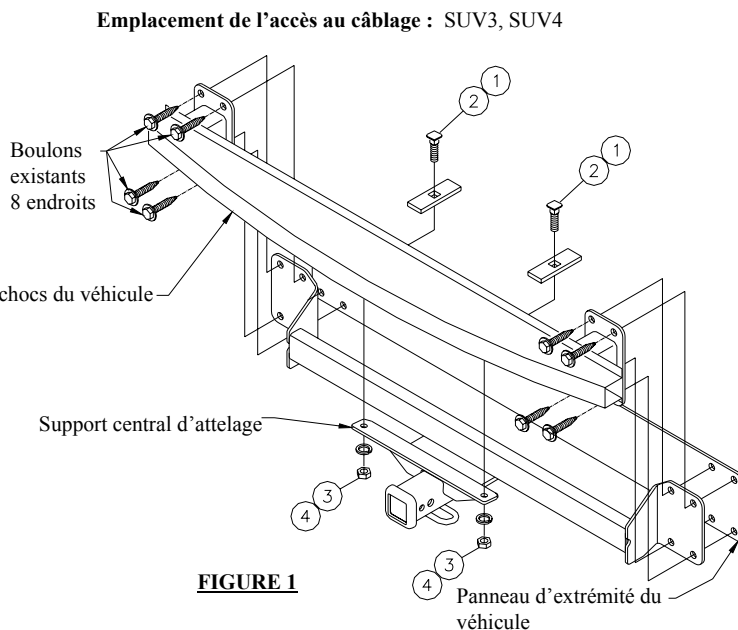 Emplacement de l'accès au câblage : SUV3, SUV4
1
2
1
2
Boulons
existants
8 endroits
chocs du véhicule
Support central d'attelage
3
4
3
4
FIGURE 1
Panneau d'extrémité du
véhicule